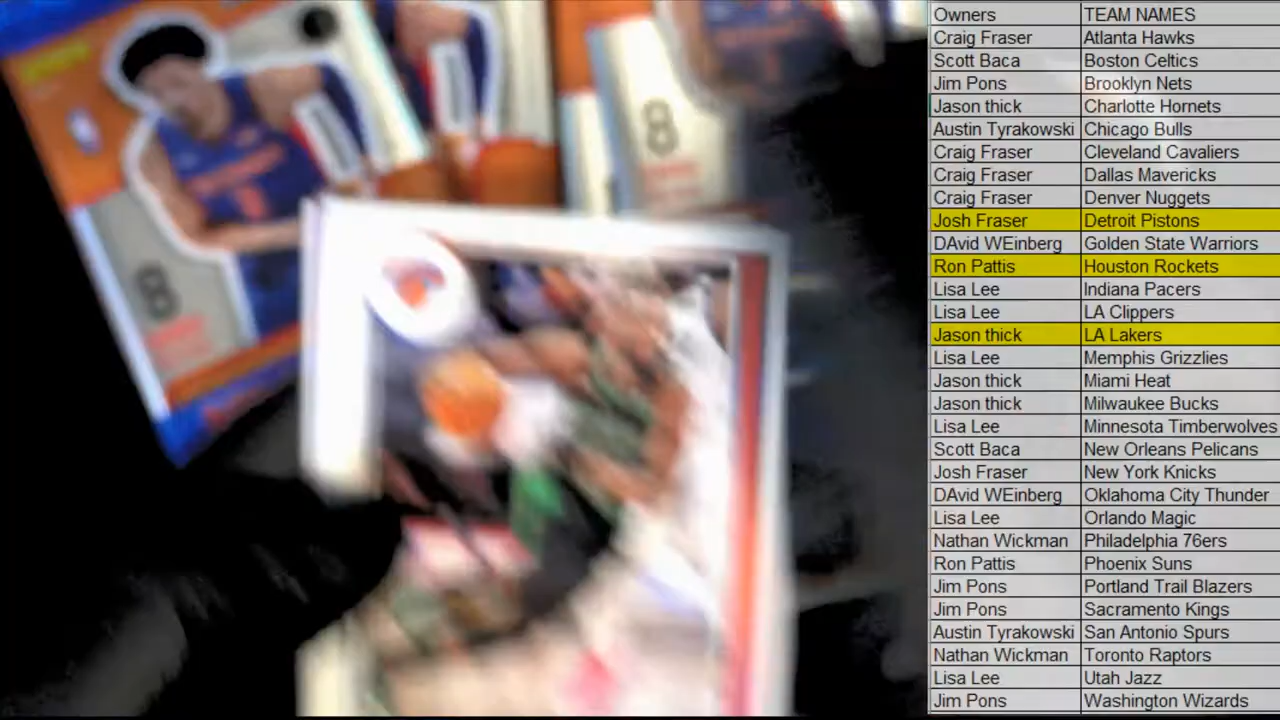 Owners TEAM NAMES
Craig Fraser Atlanta Hawks
Scott Baca Boston Celtics
Jim Pons Brooklyn Nets
Jason thick Charlotte Hornets
Austin Tyrakowski Chicago Bulls
Craig Fraser Cleveland Cavaliers
Craig Fraser Dallas Mavericks
Craig Fraser Denver Nuggets
Josh Fraser Detroit Pistons
DAvid WEinberg Golden State Warriors
Ron Pattis Houston Rockets
Lisa Lee Indiana Pacers
Lisa Lee LA Clippers
Jason thick LA Lakers
Lisa Lee Memphis Grizzlies
Jason thick Miami Heat
Jason thick Milwaukee Bucks
Lisa Lee Minnesota Timberwolves
Scott Baca New Orleans Pelicans
Josh Fraser New York Knicks
DAvid WEinberg Oklahoma City Thunder
Lisa Lee Orlando Magic
Nathan Wickman Philadelphia 76ers
Ron Pattis Phoenix Suns
Jim Pons Portland Trail Blazers
Jim Pons Sacramento Kings
Austin Tyrakowski San Antonio Spurs
Nathan Wickman Toronto Raptors
Lisa Lee Utah Jazz
Jim Pons Washington Wizards
8
8